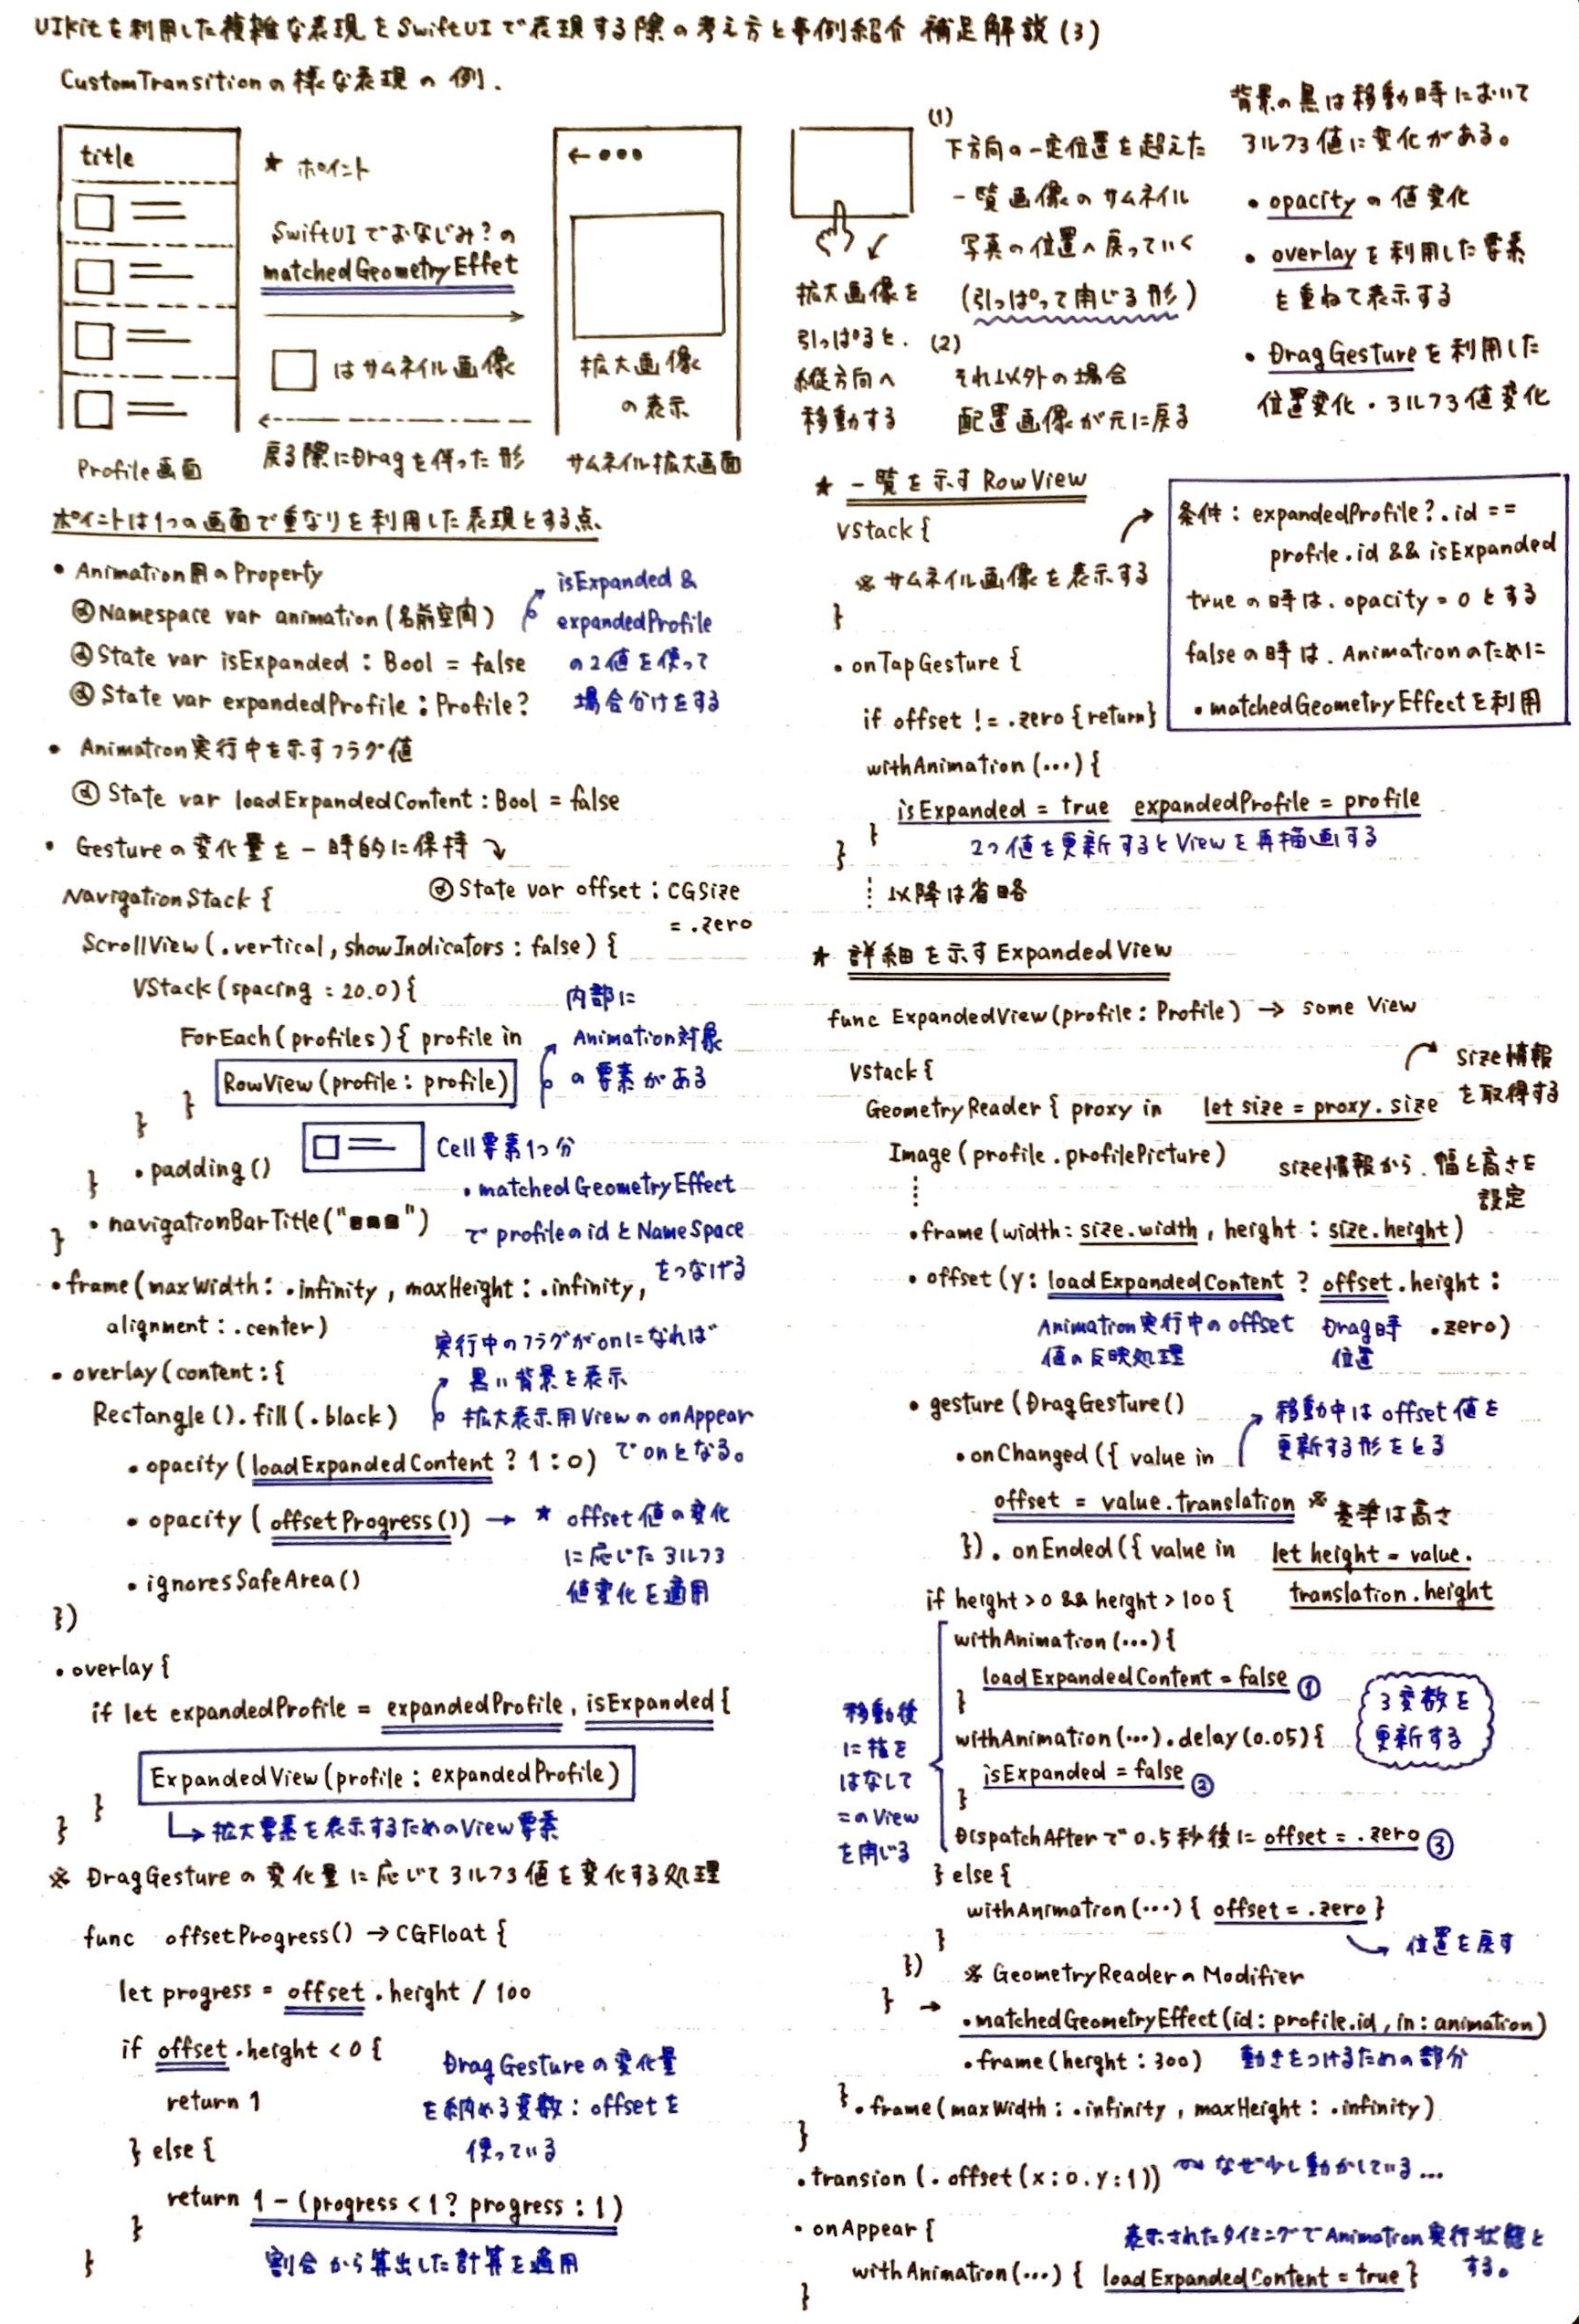 UIKitを利用した複雑な表現をSwiftUIで表現する際の考え方と事例紹介 補足解説(3)
CustomTransitionの様な表現の例.
title
★ ポイント
SwiftUIでおなじみ?の
matchedGeometryEffet
はサムネイル画像
戻る際にDragを伴った形
Profile画面
←●●●
拡大画像
の表示
サムネイル拡大画面
拡大画像を
引っぱると、
縦方向へ
移動する
(1)
下方向の一定位置を超えた
一覧画像のサムネイル
写真の位置へ戻っていく
(引っぱって閉じる形)
(2)
それ以外の場合
配置画像が元に戻る
背景の黒は移動時において
アルファ値に変化がある。
• opacityの値変化
• overlayを利用した要素
を重ねて表示する
• DragGestureを利用した
位置変化・アルファ値変化
ポイントは1つの画面で重なりを利用した表現とする点
• Animation用のProperty
@Namespace var animation (名前空間)
@State var isExpanded : Bool = false
@State var expandedProfile : Profile?
isExpanded &
expandedProfile
の2値を使って
場合分けをする
• Animation実行中を示すフラグ値
@State var loadExpandedContent : Bool = false
• Gestureの変化量を一時的に保持
@State var offset : CGSize
= .zero
NavigationStack {
ScrollView (.vertical, showIndicators : false) {
VStack (spacing : 20.0) {
ForEach (profiles) { profile in
RowView (profile : profile)
}
}
内部に
Animation対象
の要素がある
Cell要素1つ分
.padding ()
}
.navigationBarTitle ("■■■")
}
.matchedGeometryEffect
でprofileのidとNameSpace
をつなげる
.frame (maxWidth : .infinity , maxHeight : .infinity,
alignment : .center)
.overlay (content : {
Rectangle (). fill (.black)
.opacity (loadExpandedContent ? 1 : 0)
実行中のフラグがonになれば
黒い背景を表示
拡大表示用ViewのonAppear
でonとなる。
.opacity ( offsetProgress ()) → ★ offset値の変化
に応じたアルファ
値変化を適用
.ignoresSafeArea ()
})
.overlay {
if let expandedProfile = expandedProfile , isExpanded {
ExpandedView (profile : expandedProfile)
}
}
拡大要素を表示するためのView要素
※ DragGestureの変化量に応じてアルファ値を変化する処理
func offsetProgress () → CGFloat {
let progress = offset .height / 100
if offset .height < 0 {
return 1
} else {
return 1 - (progress < 1 ? progress : 1)
}
}
DragGestureの変化量
を納める変数 : offsetを
使っている
割合から算出した計算を適用
★ 一覧を示すRowView
VStack {
※ サムネイル画像を表示する
}
条件 : expandedProfile? .id ==
profile.id && isExpanded
trueの時は、opacity = 0とする
falseの時は、Animationのために
.matchedGeometryEffectを利用
.onTapGesture {
if offset != .zero {return}
withAnimation (...) {
isExpanded = true expandedProfile = profile
}
}
2つ値を更新するとViewを再描画する
以降は省略
★ 詳細を示すExpandedView
func ExpandedView (profile : Profile) → some View
VStack {
GeometryReader { proxy in let size = proxy. size
size情報
を取得する
Image (profile . profilePicture)
size情報から、幅と高さを
設定
.frame (width : size.width , height : size.height)
.offset (y : loadExpandedContent ? offset .height :
.zero)
Animation実行中のoffset
値の反映処理
Drag時
位置
.gesture (DragGesture ()
.onChanged ({ value in
移動中はoffset値を
更新する形をとる
offset = value.translation ※ 基準は高さ
}) . onEnded ({ value in let height = value.
translation.height
if height > 0 && height > 100 {
withAnimation (...) {
loadExpandedContent = false ①
}
withAnimation (...) . delay (0.05) {
isExpanded = false ②
}
DispatchAfterで0.5秒後にoffset = .zero ③
3変数を
更新する
移動後
に指を
はなして
このView
を閉じる
} else {
withAnimation (...) { offset = .zero }
位置を戻す
}
})
} →
※ GeometryReaderのModifier
.matchedGeometryEffect (id : profile.id , in : animation)
.frame (height : 300) 動きをつけるための部分
} . frame (maxWidth : .infinity , maxHeight : .infinity)
}
.transion (. offset (x : 0, y : 1)) なぜ少し動かしている...
.onAppear {
表示されたタイミングでAnimation実行状態と
する。
withAnimation (...) { loadExpandedContent = true }
}